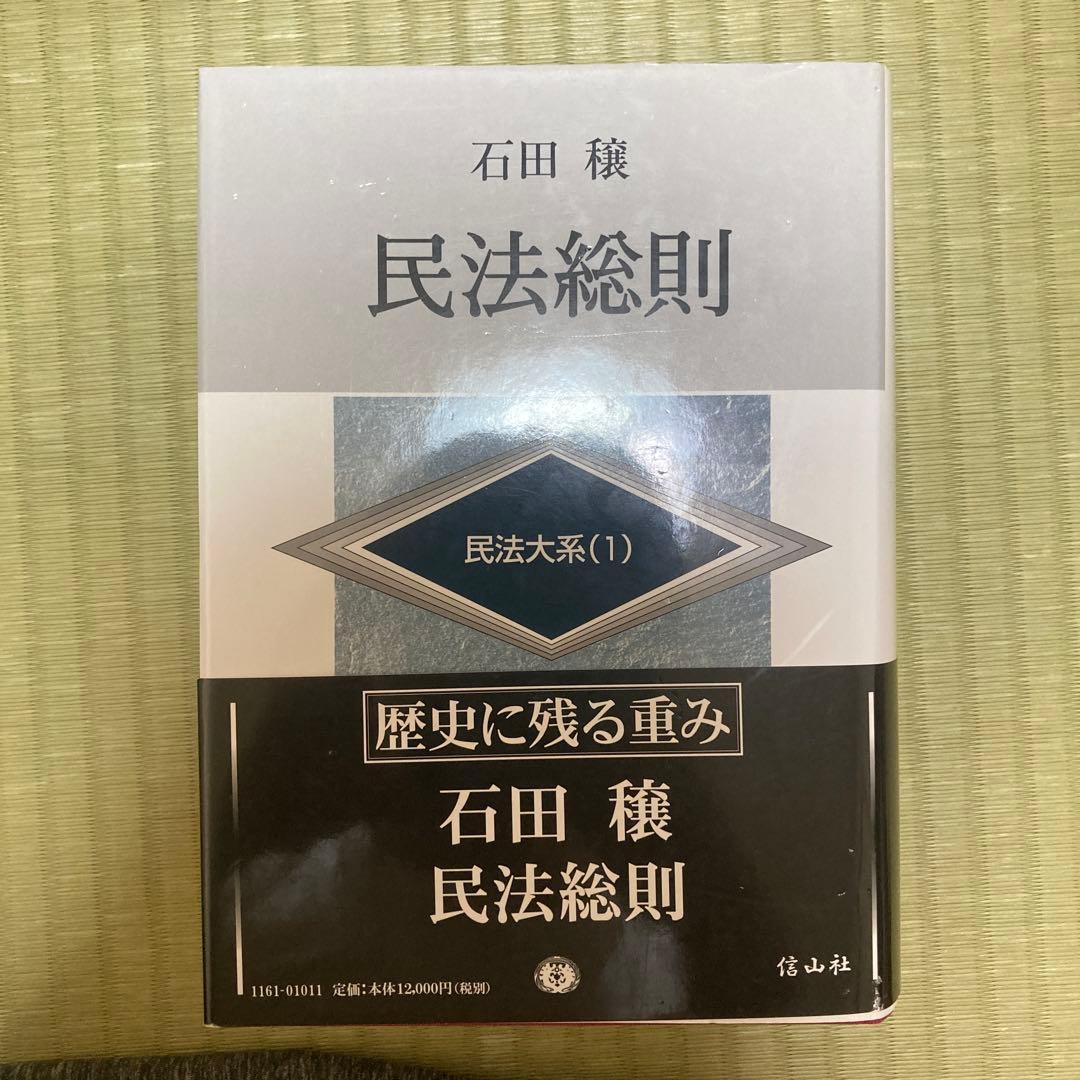 石田 穣
民法総則
民法大系(1)
歴史に残る重み
石田 穣
民法総則
信山社
1161-01011 定価:本体12,000円(税別)